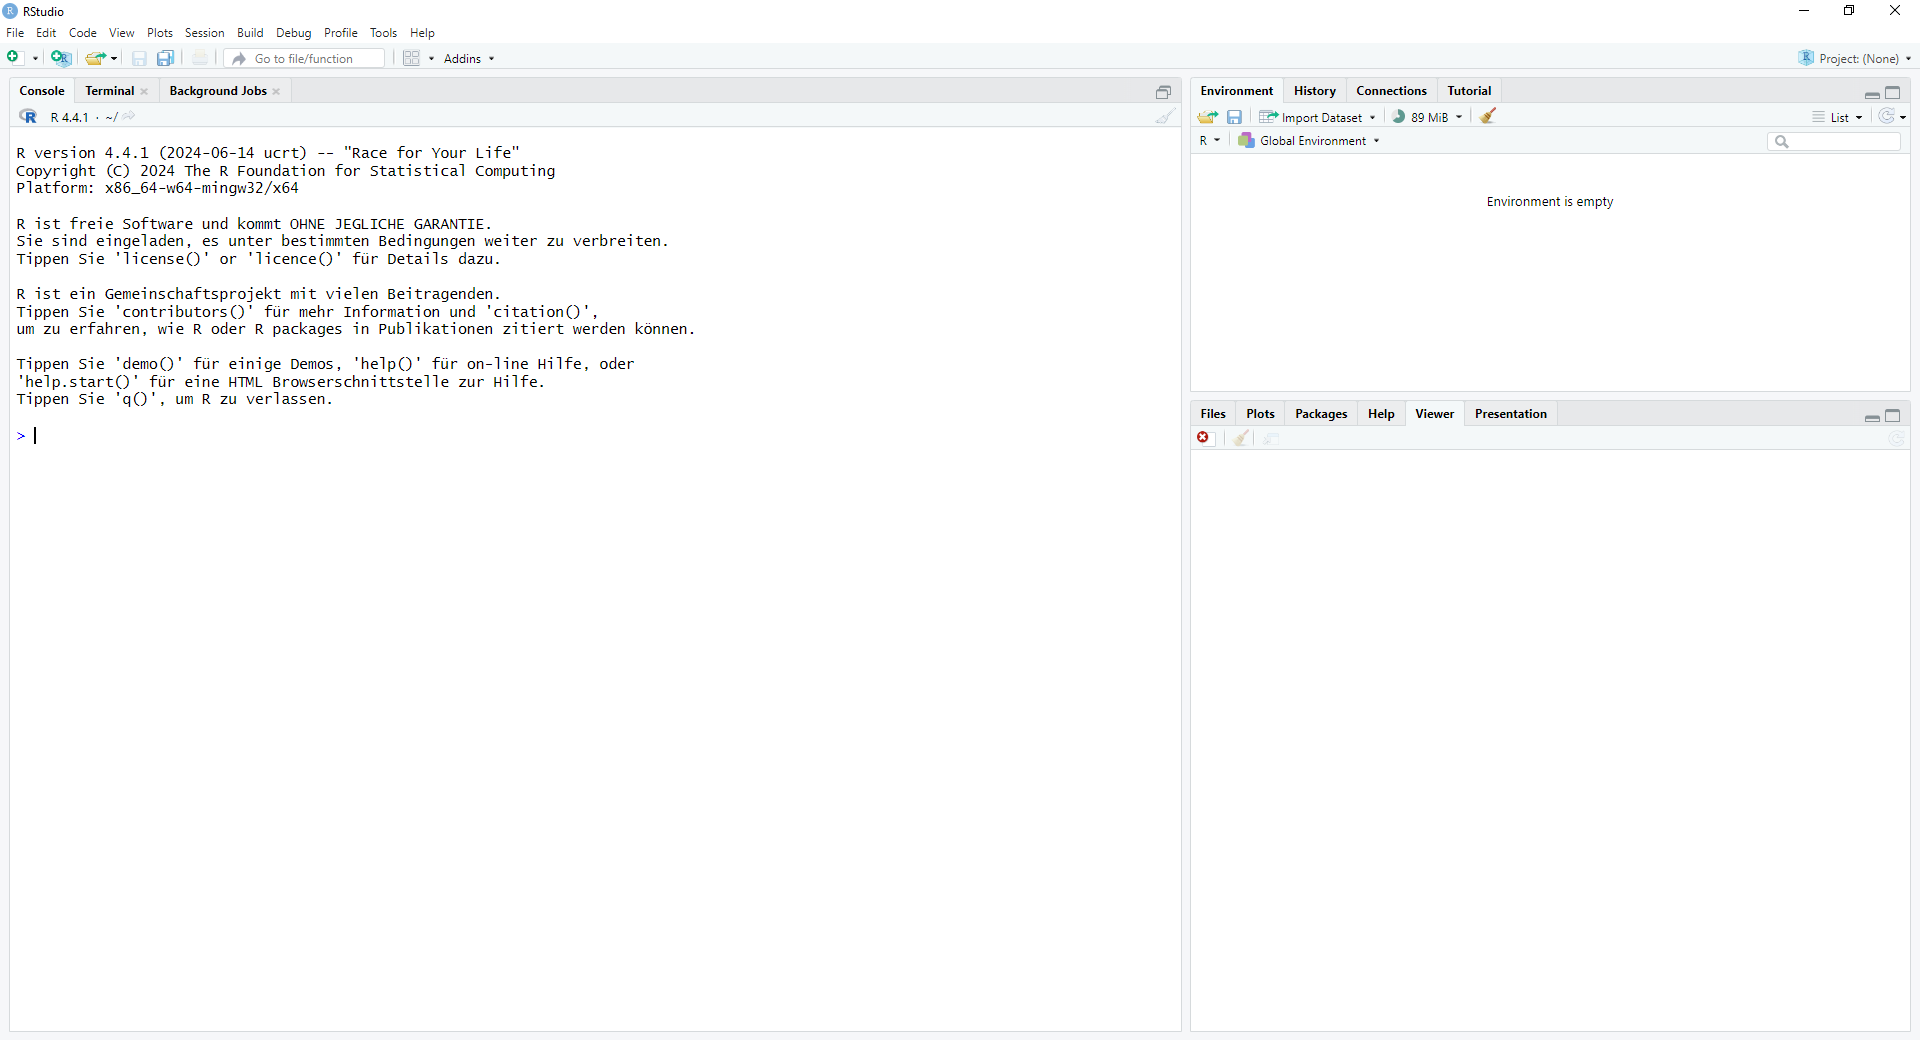 RStudio
File Edit Code View Plots Session Build Debug Profile Tools Help
Go to file/function Addins Project: (None)
Console Terminal Background Jobs
R 4.4.1 · ~/
R version 4.4.1 (2024-06-14 ucrt) -- "Race for Your Life"
Copyright (C) 2024 The R Foundation for Statistical Computing
Platform: x86_64-w64-mingw32/x64
R ist freie Software und kommt OHNE JEGLICHE GARANTIE.
Sie sind eingeladen, es unter bestimmten Bedingungen weiter zu verbreiten.
Tippen Sie 'license()' or 'licence()' für Details dazu.
R ist ein Gemeinschaftsprojekt mit vielen Beitragenden.
Tippen Sie 'contributors()' für mehr Information und 'citation()',
um zu erfahren, wie R oder R packages in Publikationen zitiert werden können.
Tippen Sie 'demo()' für einige Demos, 'help()' für on-line Hilfe, oder
'help.start()' für eine HTML Browserschnittstelle zur Hilfe.
Tippen Sie 'q()', um R zu verlassen.
>
Environment History Connections Tutorial
Import Dataset 89 MiB List
R Global Environment
Environment is empty
Files Plots Packages Help Viewer Presentation